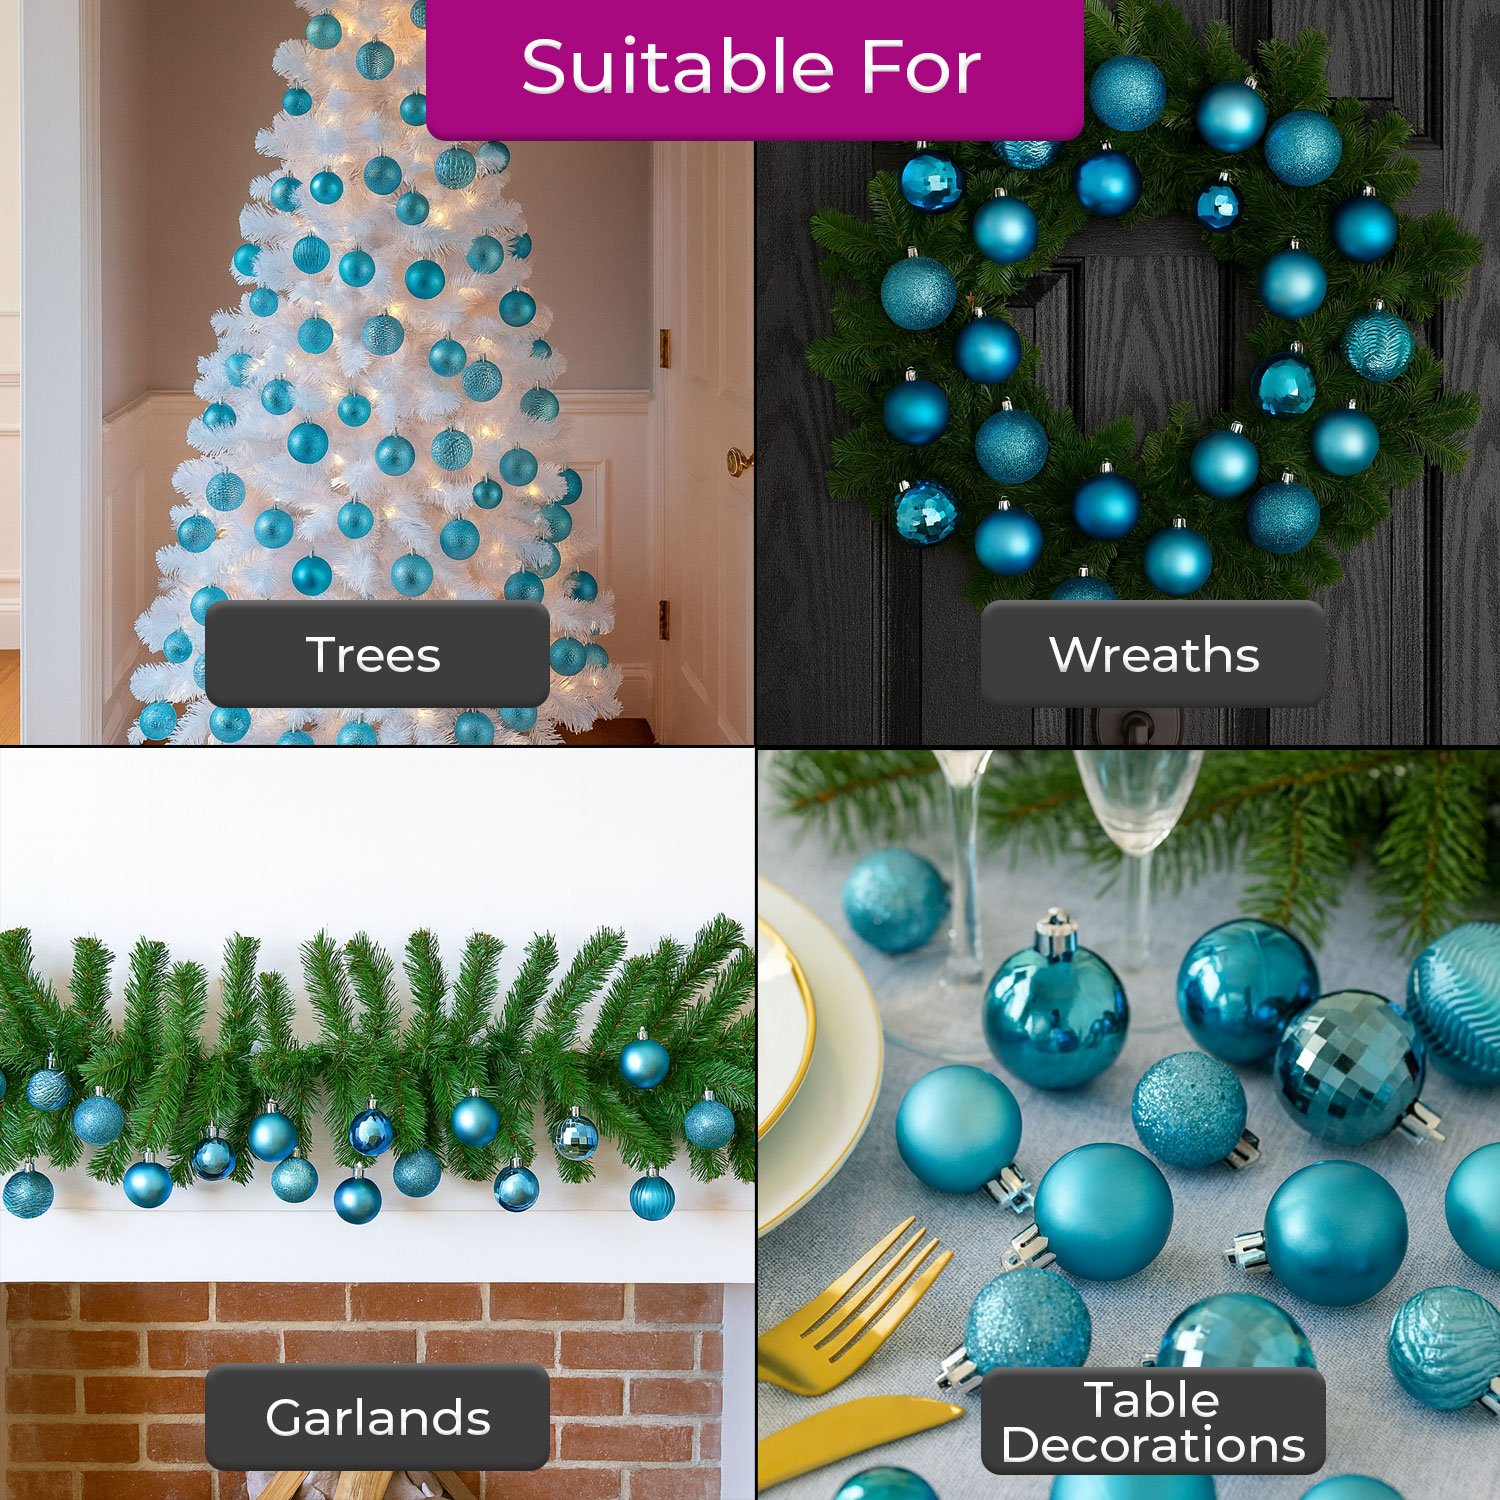 Suitable For
Trees
Wreaths
Garlands
Table
Decorations